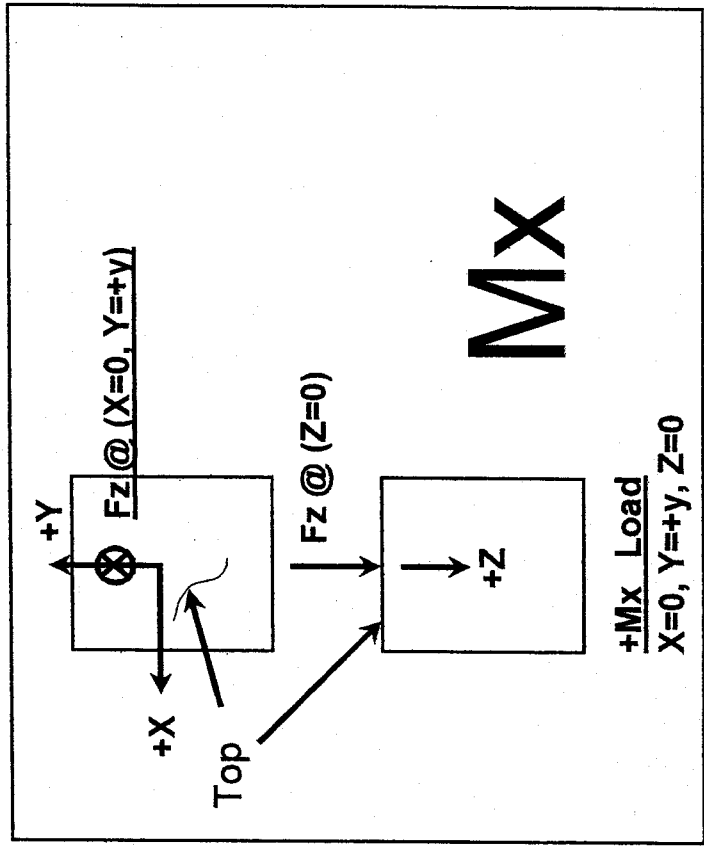 +Y
Fz @ (X=0, Y=+y)
+X
Top
Fz @ (Z=0)
+Z
+Mx Load
X=0, Y=+y, Z=0
Mx